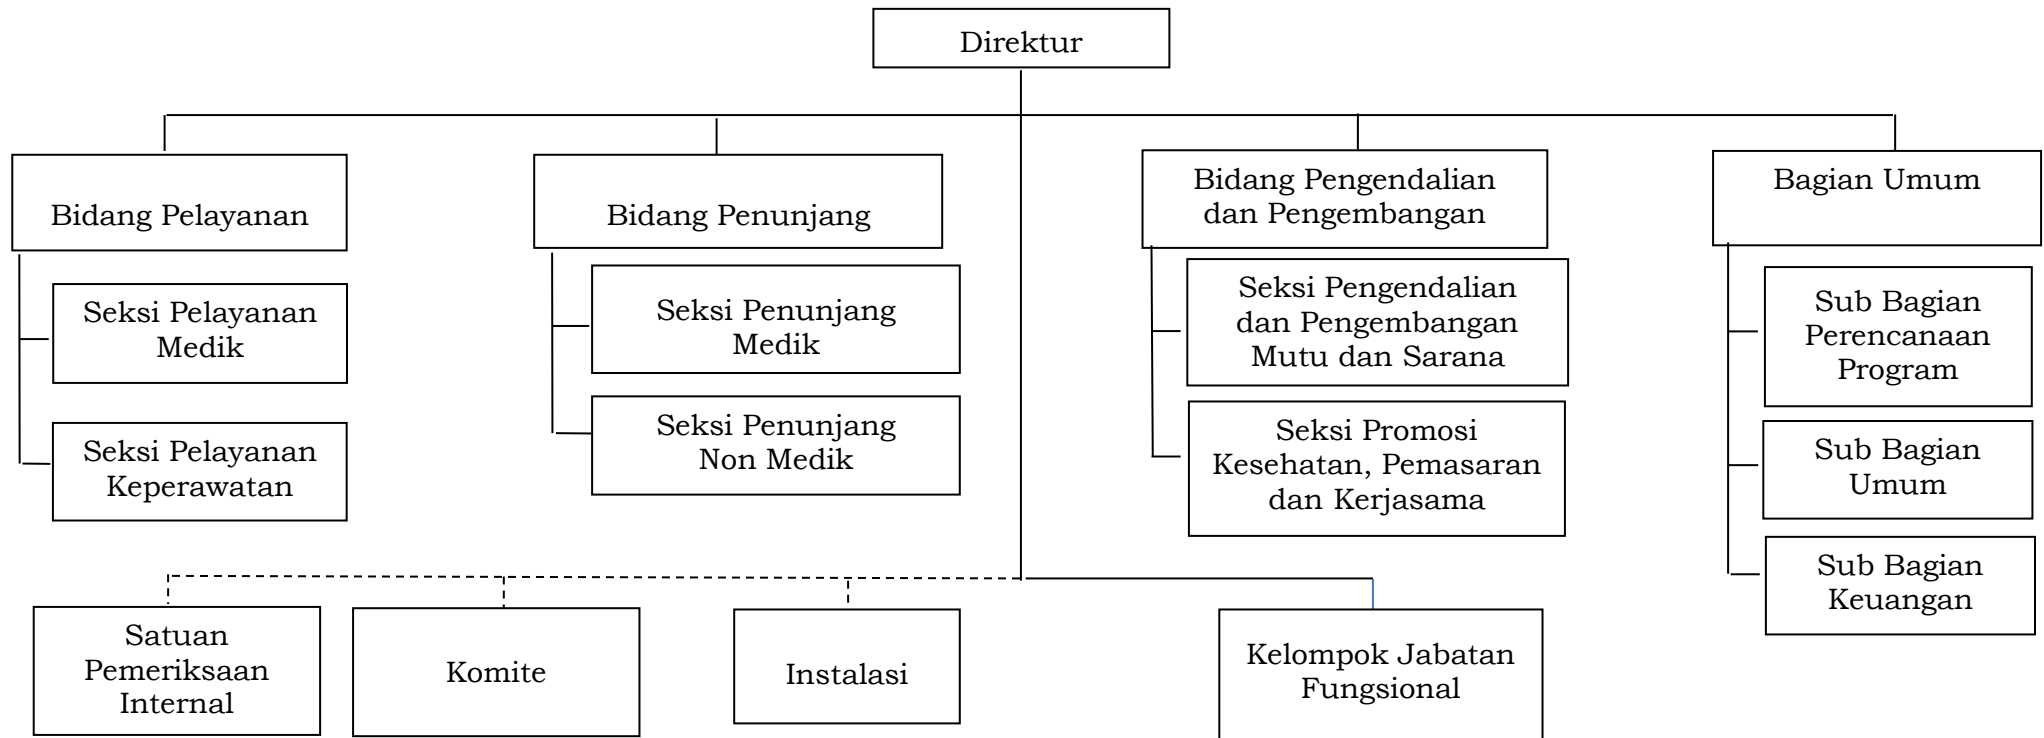 Direktur
Bidang Pelayanan
Bidang Penunjang
Bidang Pengendalian
dan Pengembangan
Bagian Umum
Seksi Pelayanan
Medik
Seksi Pelayanan
Keperawatan
Seksi Penunjang
Medik
Seksi Penunjang
Non Medik
Seksi Pengendalian
dan Pengembangan
Mutu dan Sarana
Seksi Promosi
Kesehatan, Pemasaran
dan Kerjasama
Sub Bagian
Perencanaan
Program
Sub Bagian
Umum
Sub Bagian
Keuangan
Satuan
Pemeriksaan
Internal
Komite
Instalasi
Kelompok Jabatan
Fungsional